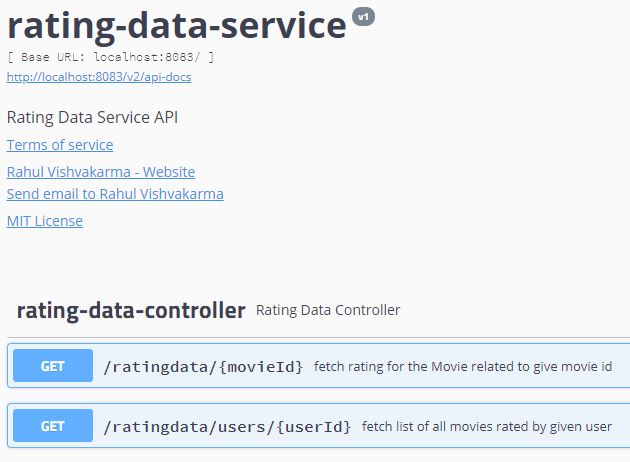 rating-data-service v1
[ Base URL: localhost:8083/ ]
http://localhost:8083/v2/api-docs
Rating Data Service API
Terms of service
Rahul Vishvakarma - Website
Send email to Rahul Vishvakarma
MIT License
rating-data-controller Rating Data Controller
GET /ratingdata/{movieId} fetch rating for the Movie related to give movie id
GET /ratingdata/users/{userId} fetch list of all movies rated by given user